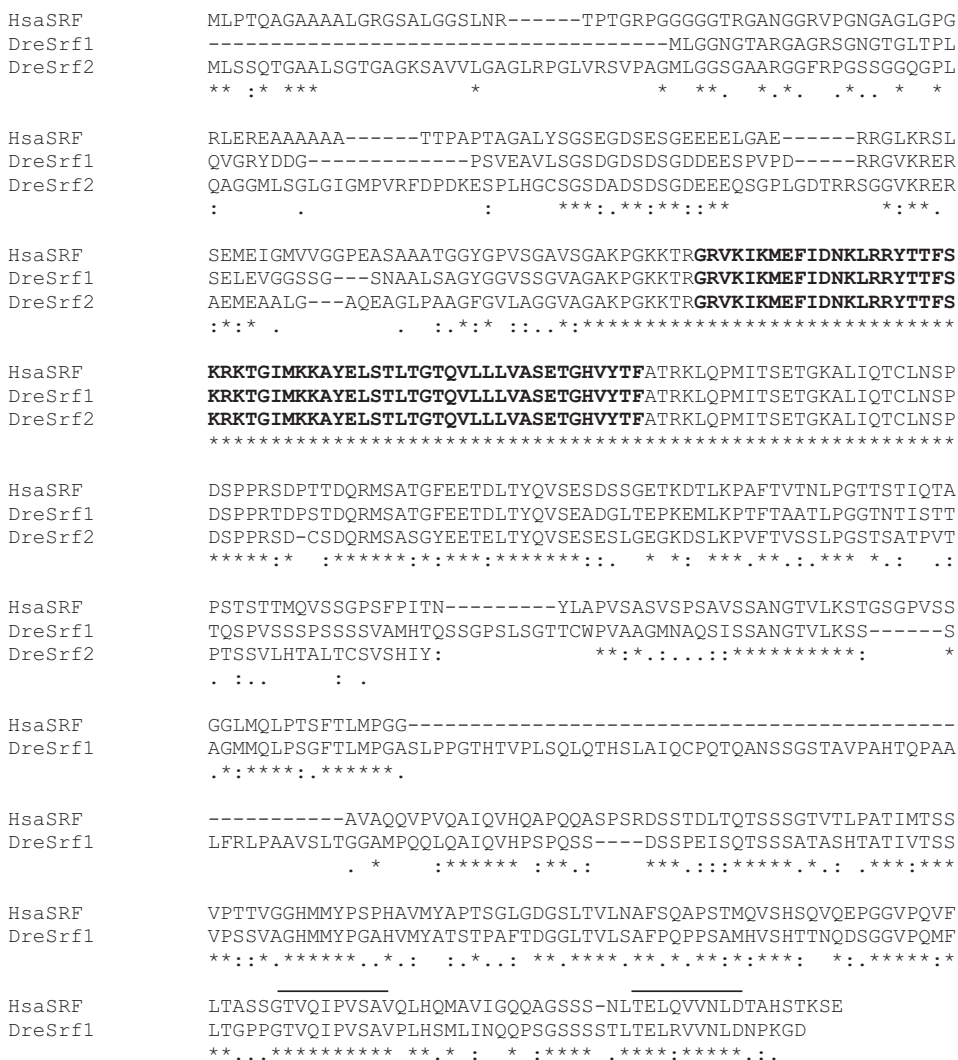 HsaSRF MLPTQAGAAAALGRGSALGGSLNR------TPTGRPGGGGGTRGANGGRVPGNGAGLGPG
DreSrf1 -------------------------------------MLGGNGTARGAGRSGNGTGLTPL
DreSrf2 MLSSQTGAALSGTGAGKSAVVLGAGLRPGLVRSVPAGMLGGSGAARGGFRPGSSGGQGPL
** :* *** * * **. *.*. .*.. * *
HsaSRF RLEREAAAAAA------TTPAPTAGALYSGSEGDSESGEEEELGAE------RRGLKRSL
DreSrf1 QVGRYDDG-------------PSVEAVLSGSDGDSDSGDDEESPVPD-----RRGVKRER
DreSrf2 QAGGMLSGLGIGMPVRFDPDKESPLHGCSGSDADSDSGDEEEQSGPLGDTRRSGGVKRER
: . : ***:.**:**::** *:**.
HsaSRF SEMEIGMVVGGPEASAAATGGYGPVSGAVSGAKPGKKTRGRVKIKMEFIDNKLRRYTTFS
DreSrf1 SELEVGGSSG---SNAALSAGYGGVSSGVAGAKPGKKTRGRVKIKMEFIDNKLRRYTTFS
DreSrf2 AEMEAALG---AQEAGLPAAGFGVLAGGVAGAKPGKKTRGRVKIKMEFIDNKLRRYTTFS
:*:* . . :.*:* ::..*:******************************
HsaSRF KRKTGIMKKAYELSTLTGTQVLLLVASETGHVYTFATRKLQPMITSETGKALIQTCLNSP
DreSrf1 KRKTGIMKKAYELSTLTGTQVLLLVASETGHVYTFATRKLQPMITSETGKALIQTCLNSP
DreSrf2 KRKTGIMKKAYELSTLTGTQVLLLVASETGHVYTFATRKLQPMITSETGKALIQTCLNSP
************************************************************
HsaSRF DSPPRSDPTTDQRMSATGFEETDLTYQVSESDSSGETKDTLKPAFTVTNLPGTTSTIQTA
DreSrf1 DSPPRTDPSTDQRMSATGFEETDLTYQVSEADGLTEPKEMLKPTFTAATLPGGTNTISTT
DreSrf2 DSPPRSD-CSDQRMSASGYEETELTYQVSESESLGEGKDSLKPVFTVSSLPGSTSATPVT
*****:* :******:*:***:*******::. * *: ***.**.:.*** *.: .:
HsaSRF PSTSTTMQVSSGPSFPITN---------YLAPVSASVSPSAVSSANGTVLKSTGSGPVSS
DreSrf1 TQSPVSSSPSSSSVAMHTQSSGPSLSGTTCWPVAAGMNAQSISSANGTVLKSS------S
DreSrf2 PTSSVLHTALTCSVSHIY: **:*.:...::**********: *
. :.. : .
HsaSRF GGLMQLPTSFTLMPGG--------------------------------------------
DreSrf1 AGMMQLPSGFTLMPGASLPPGTHTVPLSQLQTHSLAIQCPQTQANSSGSTAVPAHTQPAA
.*:****:.******.
HsaSRF -----------AVAQQVPVQAIQVHQAPQQASPSRDSSTDLTQTSSSGTVTLPATIMTSS
DreSrf1 LFRLPAAVSLTGGAMPQQLQAIQVHPSPQSS----DSSPEISQTSSSATASHTATIVTSS
. * :****** :**.: ***.:::*****.*.: .***:***
HsaSRF VPTTVGGHMMYPSPHAVMYAPTSGLGDGSLTVLNAFSQAPSTMQVSHSQVQEPGGVPQVF
DreSrf1 VPSSVAGHMMYPGAHVMYATSTPAFTDGGLTVLSAFPQPPSAMHVSHTTNQDSGGVPQMF
**::*.******..*.: :.*..: **.****.**.*.**:*:***: *:.*****:*
HsaSRF LTASSGTVQIPVSAVQLHQMAVIGQQAGSSS-NLTELQVVNLDTAHSTKSE
DreSrf1 LTGPPGTVQIPVSAVPLHSMLINQQPSGSSSSTLTELRVVNLDNPKGD
**...********** **.* : * :**** .****:*****.:.